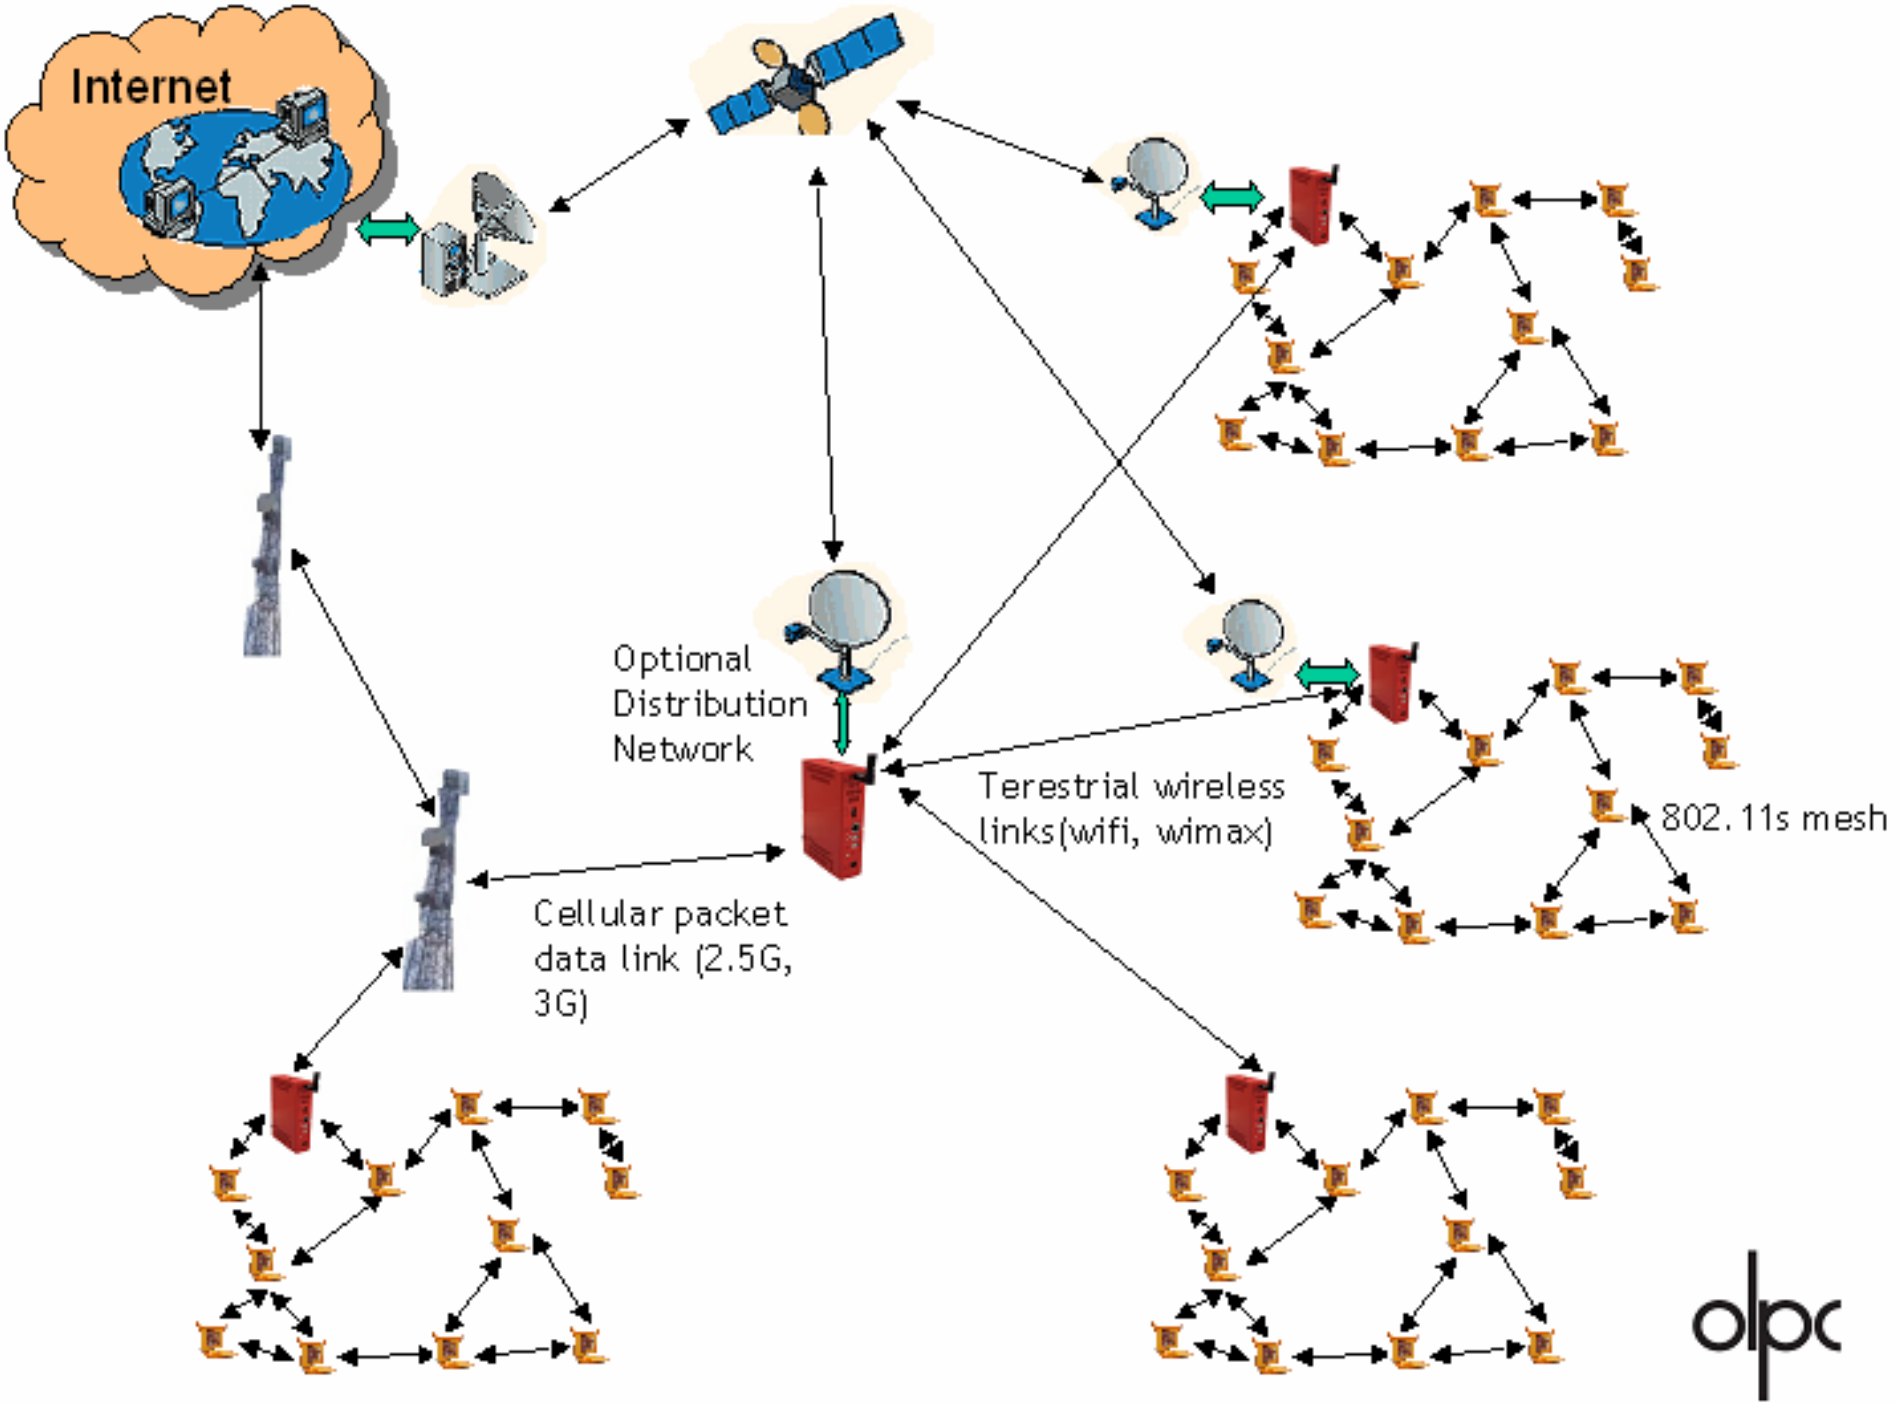 Internet
Optional
Distribution
Network
Terestrial wireless
links(wifi, wimax)
802.11s mesh
Cellular packet
data link (2.5G,
3G)
olpc